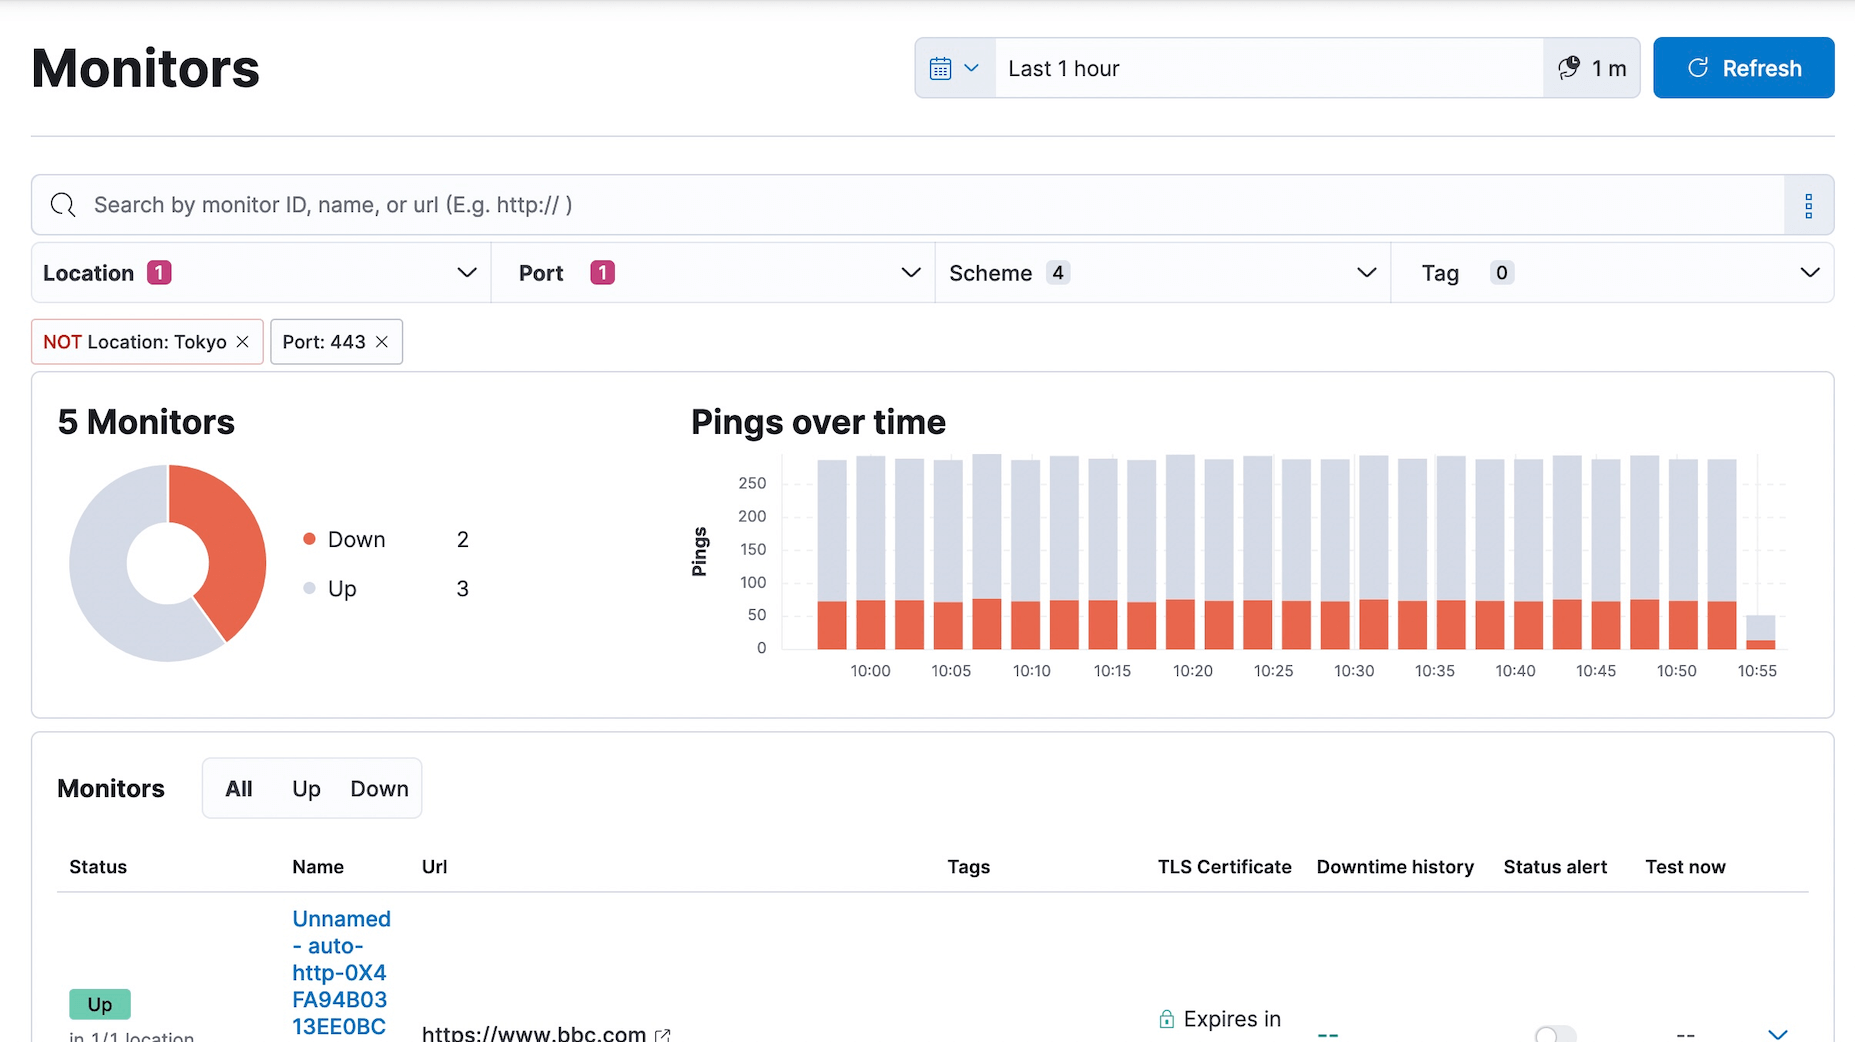 Monitors
Last 1 hour
1 m
Refresh
Search by monitor ID, name, or url (E.g. http:// )
Location 1
Port 1
Scheme 4
Tag 0
NOT Location: Tokyo
Port: 443
5 Monitors
Down 2
Up 3
Pings over time
Pings
250
200
150
100
50
0
10:00 10:05 10:10 10:15 10:20 10:25 10:30 10:35 10:40 10:45 10:50 10:55
Monitors
All Up Down
Status Name Url Tags TLS Certificate Downtime history Status alert Test now
Unnamed
- auto-
http-0X4
FA94B03
13EE0BC
Up
in 1/1 location
https://www.bbc.com
Expires in
--
--